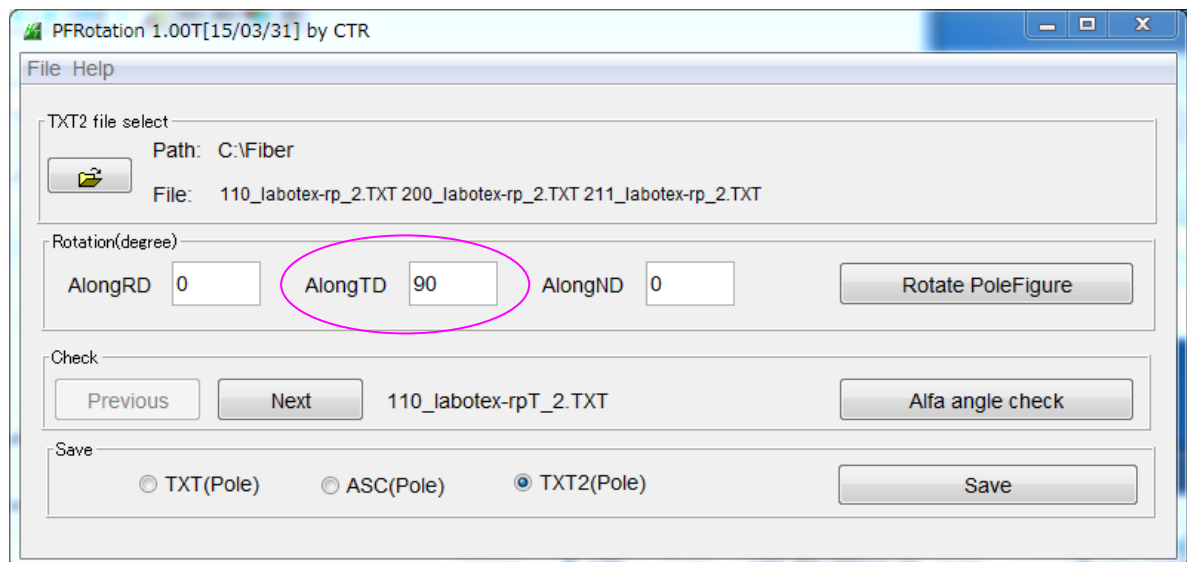 PFRotation 1.00T[15/03/31] by CTR
File Help
TXT2 file select
Path: C:\Fiber
File: 110_labotex-rp_2.TXT 200_labotex-rp_2.TXT 211_labotex-rp_2.TXT
Rotation(degree)
AlongRD 0 AlongTD 90 AlongND 0 Rotate PoleFigure
Check
Previous Next 110_labotex-rpT_2.TXT Alfa angle check
Save
TXT(Pole) ASC(Pole) TXT2(Pole) Save